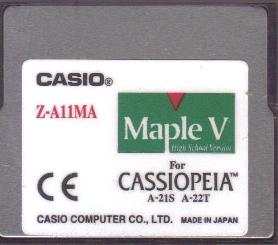 CASIO®
Z-A11MA
Maple V
High School Version
For
CASSIOPEIA™
A-21S A-22T
CE
CASIO COMPUTER CO., LTD. MADE IN JAPAN